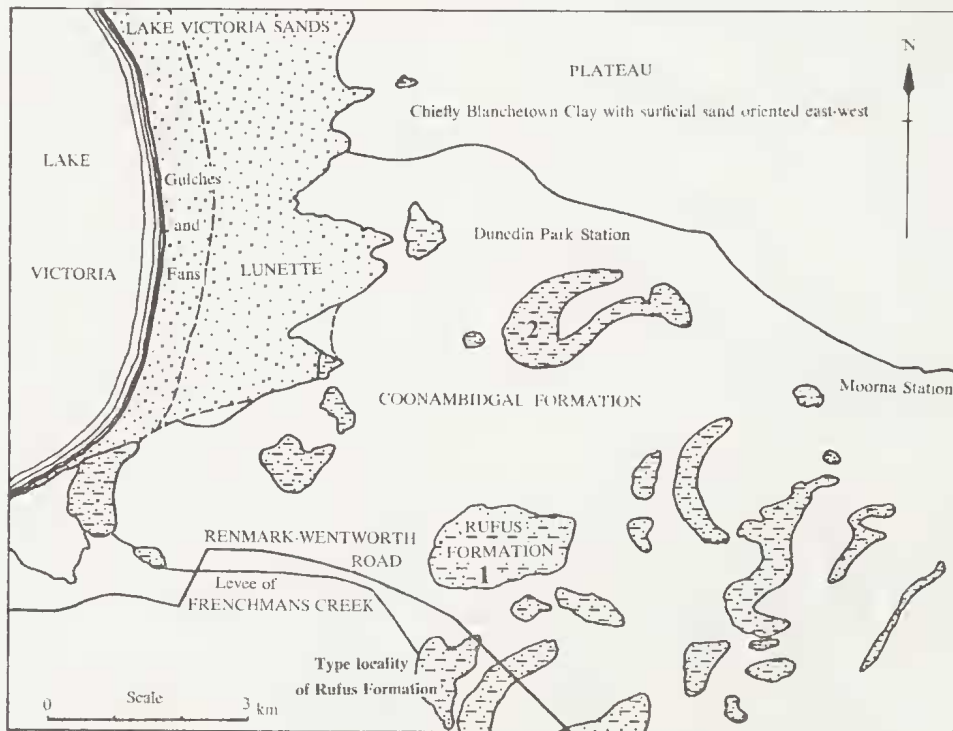 LAKE VICTORIA SANDS
N
PLATEAU
Chiefly Blanchetown Clay with surficial sand oriented east-west
LAKE
Gulches
and
Fans
VICTORIA
LUNETTE
Dunedin Park Station
2
Moorna Station
COONAMBIDGAL FORMATION
RENMARK-WENTWORTH
ROAD
RUFUS
FORMATION
1
Levee of
FRENCHMANS CREEK
Type locality
of Rufus Formation
Scale
0 3
km